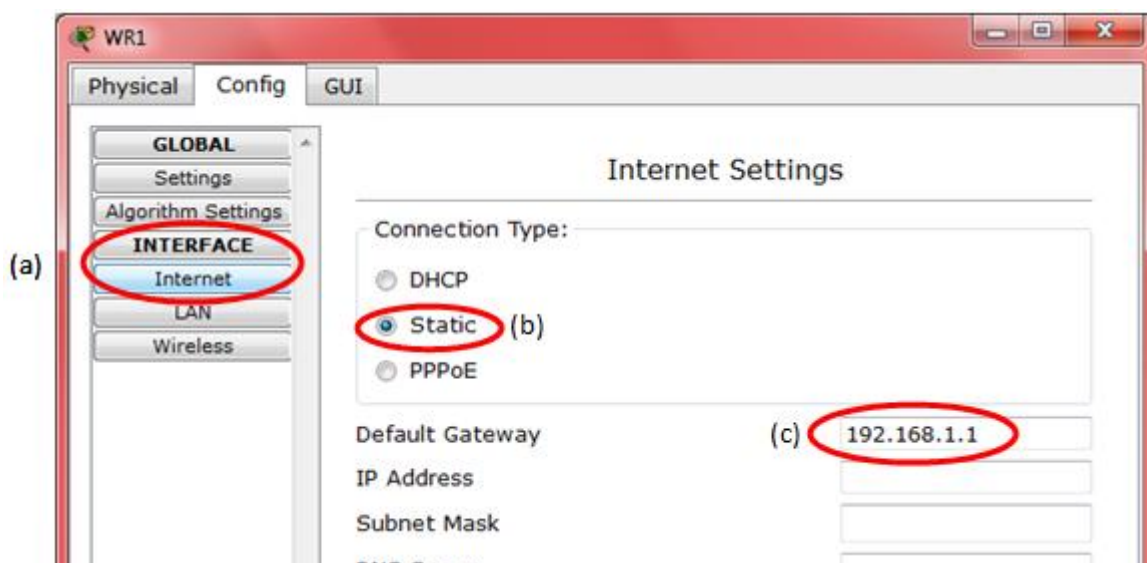 WR1
Physical Config GUI
GLOBAL
Settings
Algorithm Settings
INTERFACE
Internet
LAN
Wireless
(a)
Internet Settings
Connection Type:
DHCP
Static (b)
PPPoE
Default Gateway (c) 192.168.1.1
IP Address
Subnet Mask